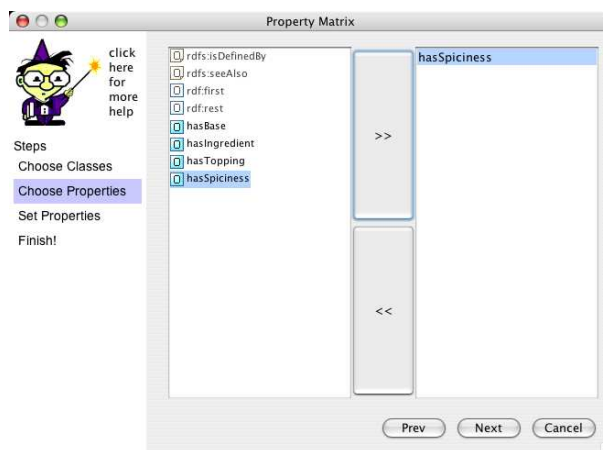 Property Matrix
click
here
for
more
help
Steps
Choose Classes
Choose Properties
Set Properties
Finish!
rdfs:isDefinedBy
rdfs:seeAlso
rdf:first
rdf:rest
hasBase
hasIngredient
hasTopping
hasSpiciness
>>
<<
hasSpiciness
Prev Next Cancel